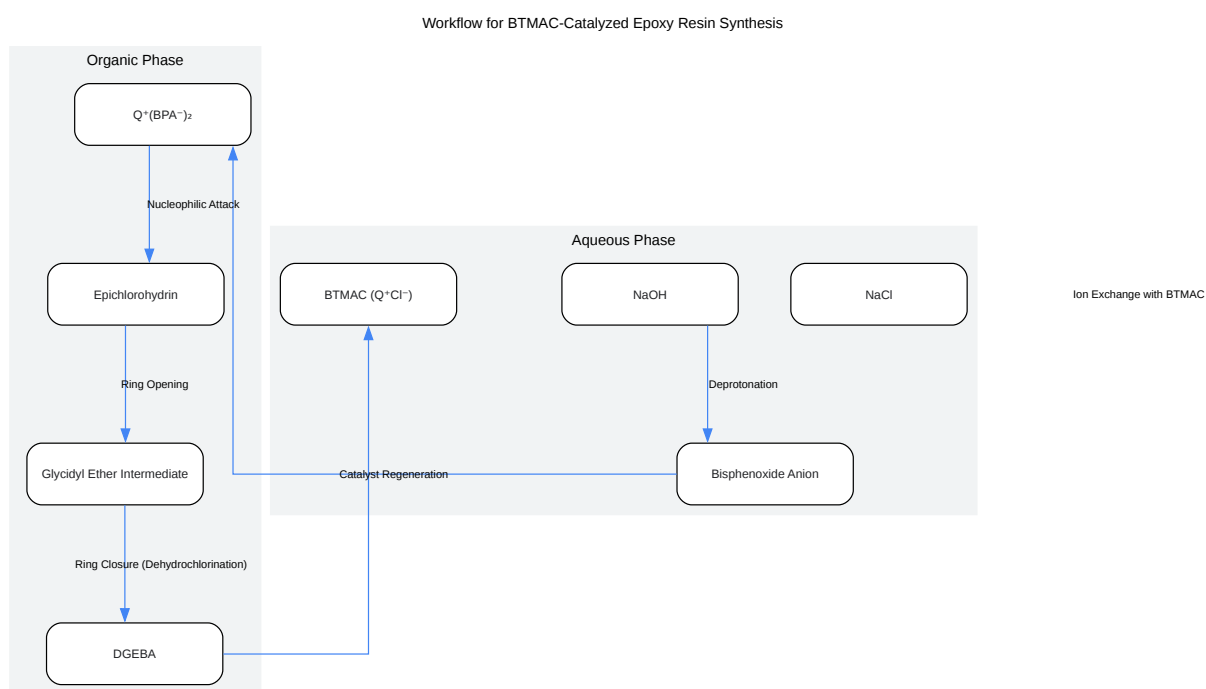 Workflow for BTMAC-Catalyzed Epoxy Resin Synthesis
Organic Phase
Q⁺(BPA⁻)₂
Nucleophilic Attack
Aqueous Phase
Epichlorohydrin
BTMAC (Q⁺Cl⁻)
NaOH
NaCl
Ion Exchange with BTMAC
Ring Opening
Deprotonation
Glycidyl Ether Intermediate
Catalyst Regeneration
Bisphenoxide Anion
Ring Closure (Dehydrochlorination)
DGEBA